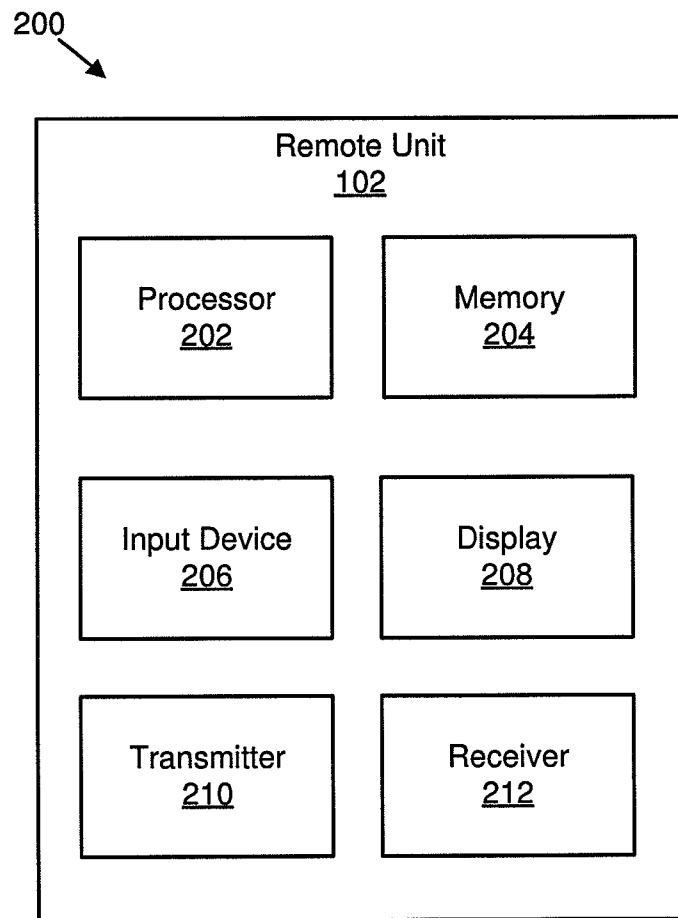 200
Remote Unit
102
Processor
202
Memory
204
Input Device
206
Display
208
Transmitter
210
Receiver
212